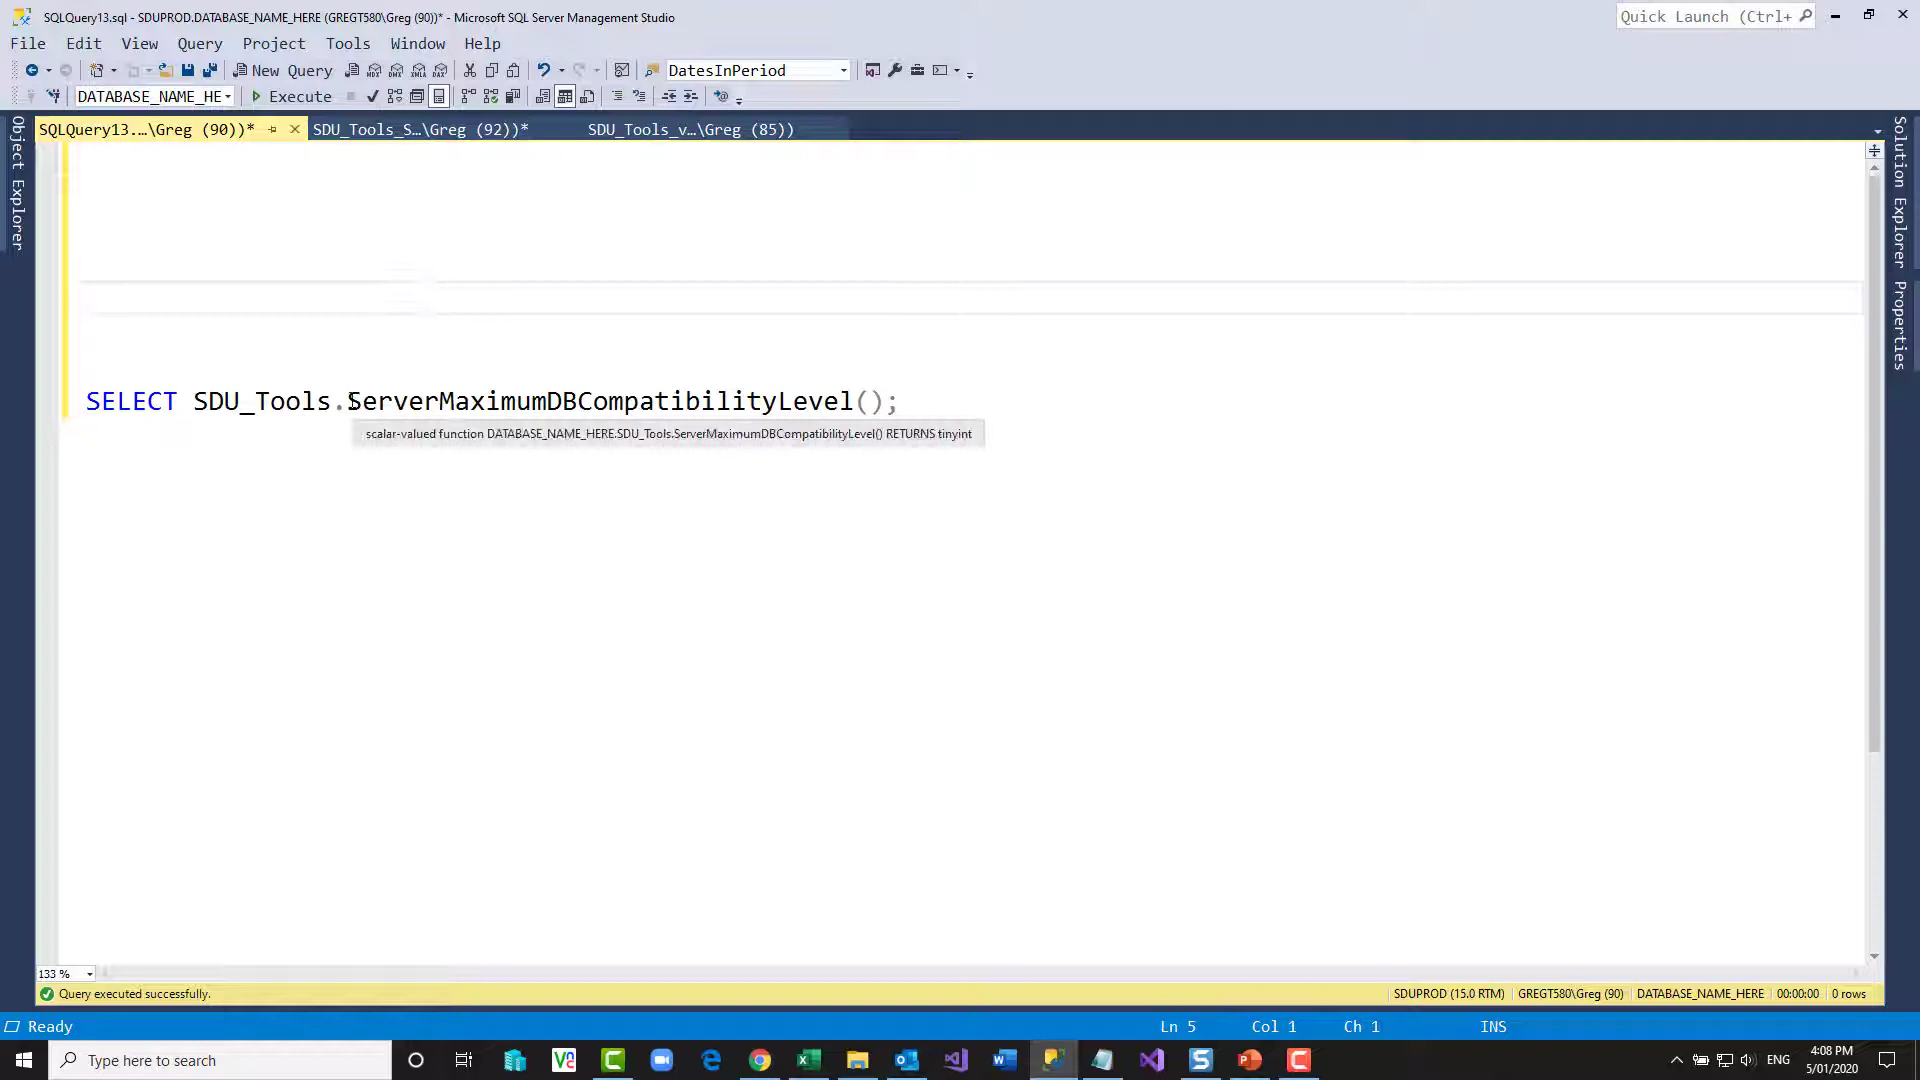 SQLQuery13.sql - SDUPROD.DATABASE_NAME_HERE (GREGT580\Greg (90))* - Microsoft SQL Server Management Studio
Quick Launch (Ctrl+
File Edit View Query Project Tools Window Help
New Query DatesInPeriod
DATABASE_NAME_HE Execute
SQLQuery13...\Greg (90))* SDU_Tools_S...\Greg (92))* SDU_Tools_v...\Greg (85))
Object Explorer
Solution Explorer
Properties
SELECT SDU_Tools.ServerMaximumDBCompatibilityLevel();
scalar-valued function DATABASE_NAME_HERE.SDU_Tools.ServerMaximumDBCompatibilityLevel() RETURNS tinyint
133 %
Query executed successfully. SDUPROD (15.0 RTM) GREGT580\Greg (90) DATABASE_NAME_HERE 00:00:00 0 rows
Ready Ln 5 Col 1 Ch 1 INS
Type here to search
ENG
4:08 PM
5/01/2020